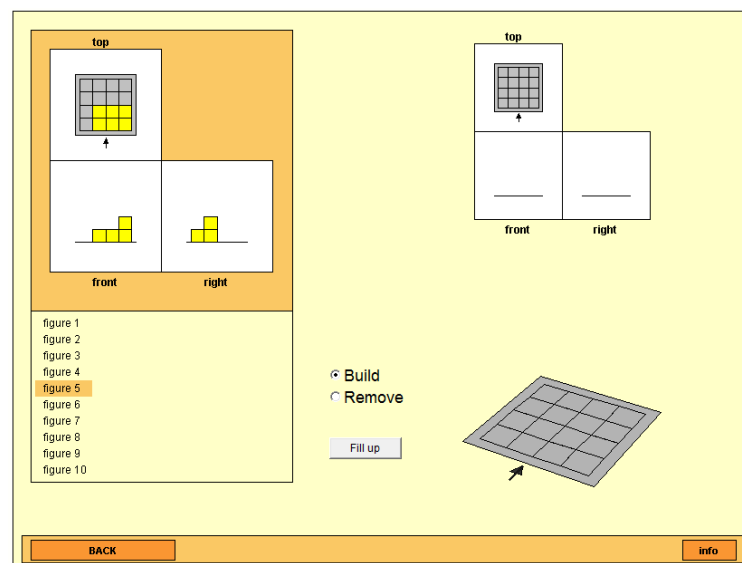 top
front right
figure 1
figure 2
figure 3
figure 4
figure 5
figure 6
figure 7
figure 8
figure 9
figure 10
Build
Remove
Fill up
top
front right
BACK
info